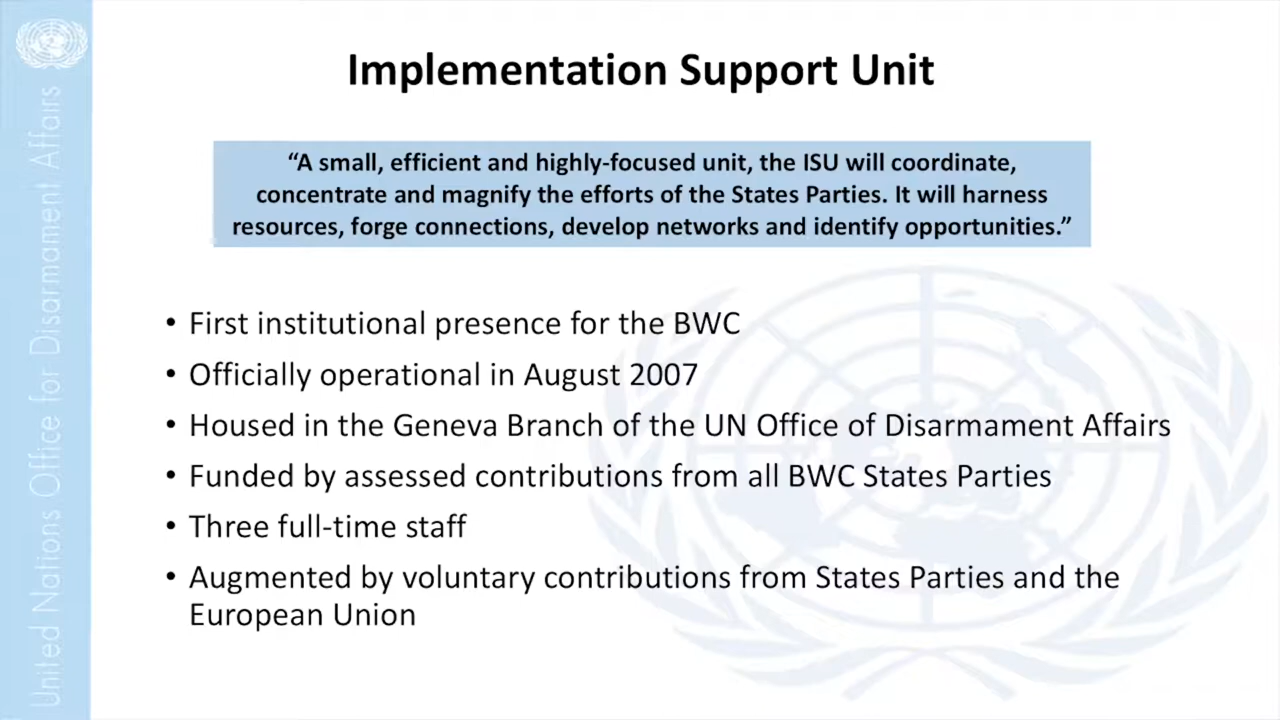 Implementation Support Unit
“A small, efficient and highly-focused unit, the ISU will coordinate,
concentrate and magnify the efforts of the States Parties. It will harness
resources, forge connections, develop networks and identify opportunities.”
• First institutional presence for the BWC
• Officially operational in August 2007
• Housed in the Geneva Branch of the UN Office of Disarmament Affairs
• Funded by assessed contributions from all BWC States Parties
• Three full-time staff
• Augmented by voluntary contributions from States Parties and the
European Union
United Nations Office for Disarmament Affairs